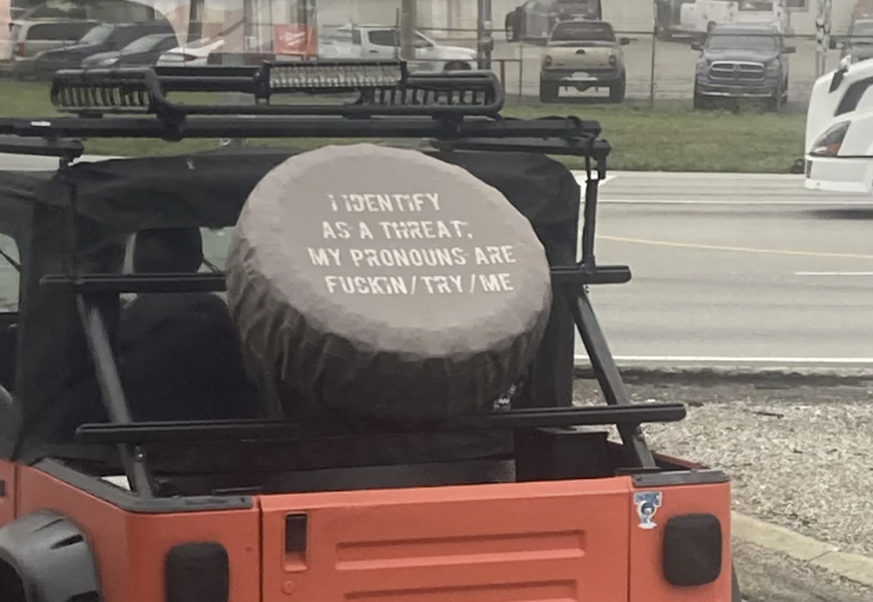 I IDENTIFY
AS A THREAT,
MY PRONOUNS ARE
FUCKIN/TRY/ME